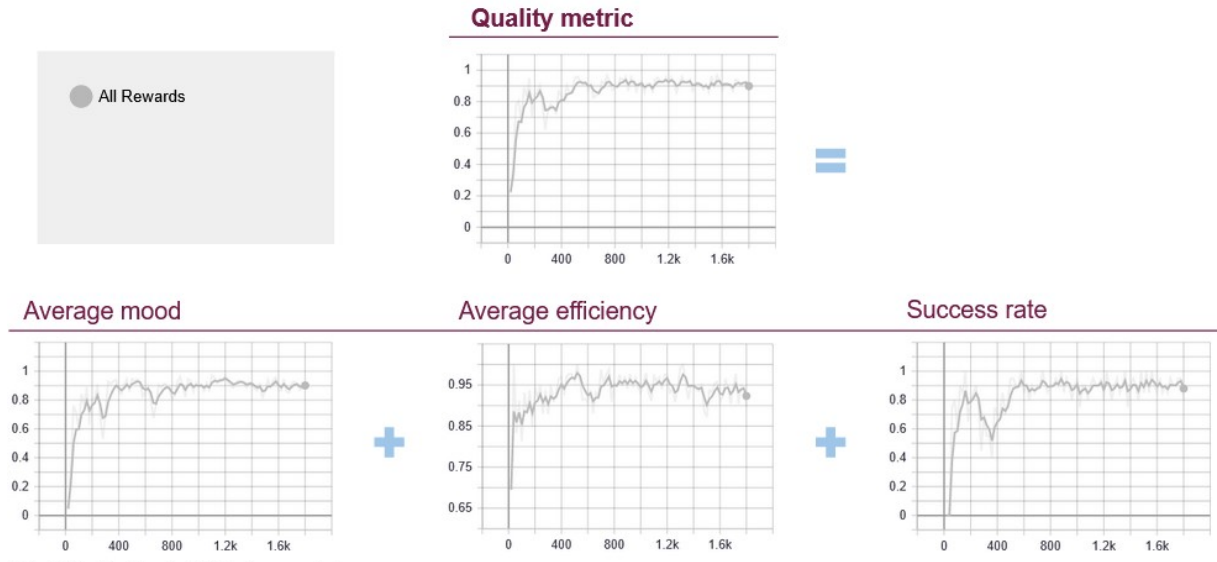 Quality metric
All Rewards
1
0.8
0.6
0.4
0.2
0
0 400 800 1.2k 1.6k
=
Average mood
Average efficiency
Success rate
1
0.8
0.6
0.4
0.2
0
0 400 800 1.2k 1.6k
+
0.95
0.85
0.75
0.65
0 400 800 1.2k 1.6k
+
1
0.8
0.6
0.4
0.2
0
0 400 800 1.2k 1.6k